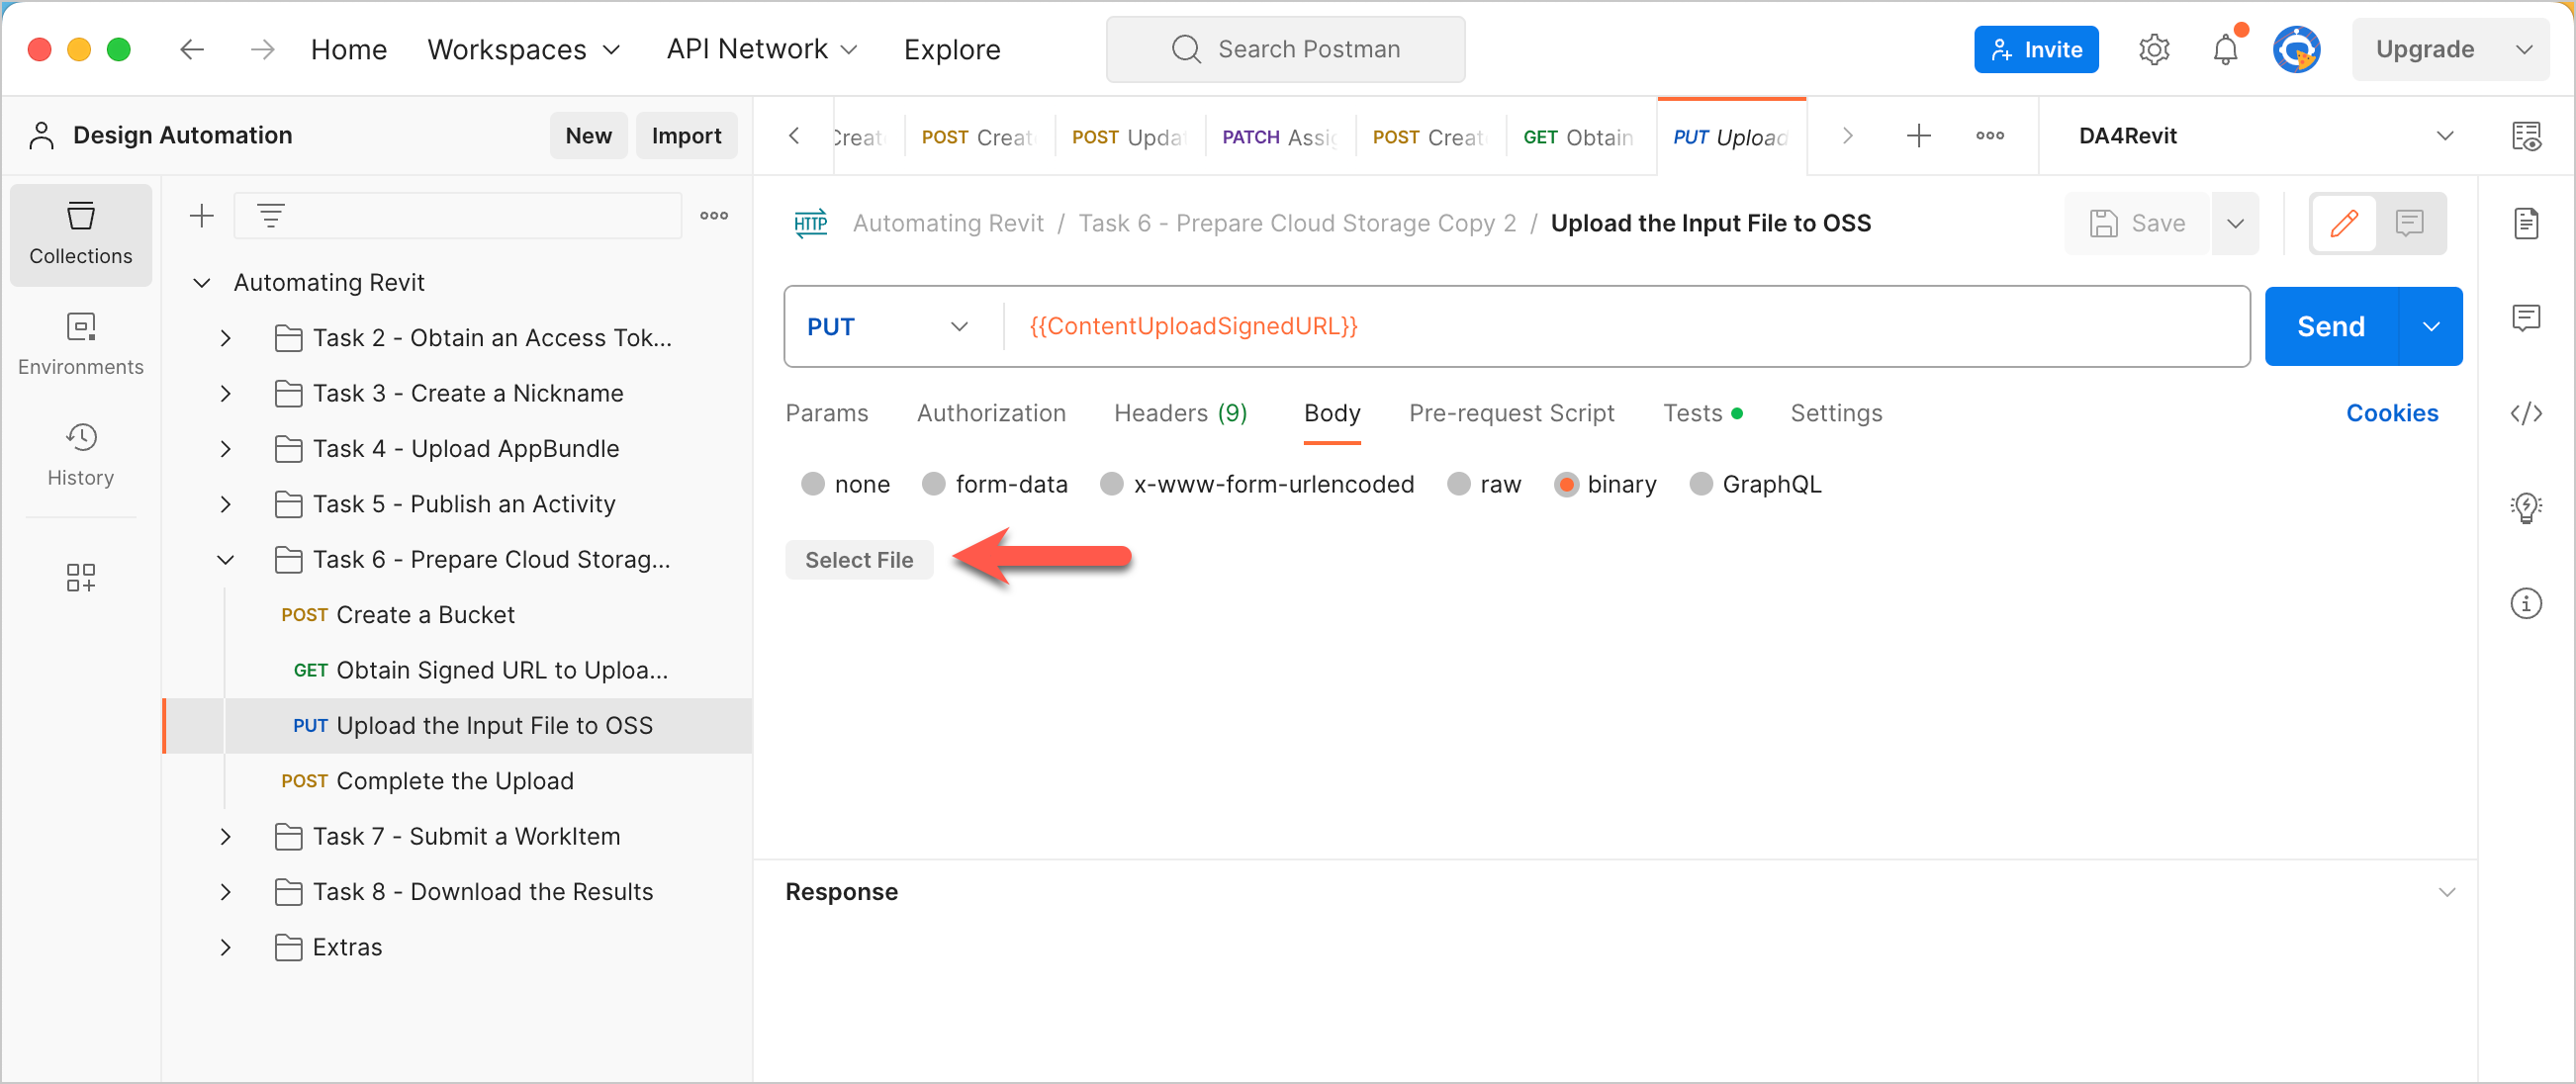 Home Workspaces API Network Explore Search Postman Invite Upgrade
Design Automation New Import
POST Creat POST Upda PATCH Assig POST Creat GET Obtain PUT Upload DA4Revit
Collections
Environments
History
Automating Revit
Task 2 - Obtain an Access Tok...
Task 3 - Create a Nickname
Task 4 - Upload AppBundle
Task 5 - Publish an Activity
Task 6 - Prepare Cloud Storag...
POST Create a Bucket
GET Obtain Signed URL to Uploa...
PUT Upload the Input File to OSS
POST Complete the Upload
Task 7 - Submit a WorkItem
Task 8 - Download the Results
Extras
HTTP Automating Revit / Task 6 - Prepare Cloud Storage Copy 2 / Upload the Input File to OSS Save
PUT {{ContentUploadSignedURL}} Send
Params Authorization Headers (9) Body Pre-request Script Tests Settings Cookies
none form-data x-www-form-urlencoded raw binary GraphQL
Select File
Response